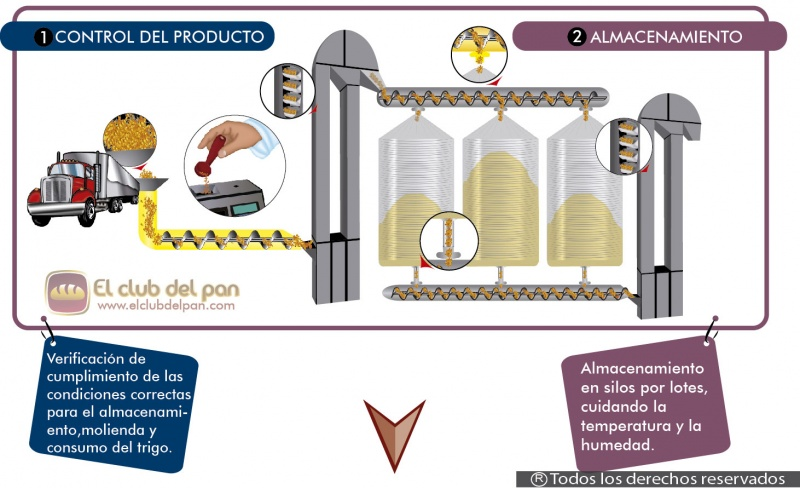 1 CONTROL DEL PRODUCTO
2 ALMACENAMIENTO
El club del pan
www.elclubdelpan.com
Verificación de
cumplimiento de las
condiciones correctas
para el almacenami-
ento,molienda y
consumo del trigo.
Almacenamiento
en silos por lotes,
cuidando la
temperatura y la
humedad.
® Todos los derechos reservados